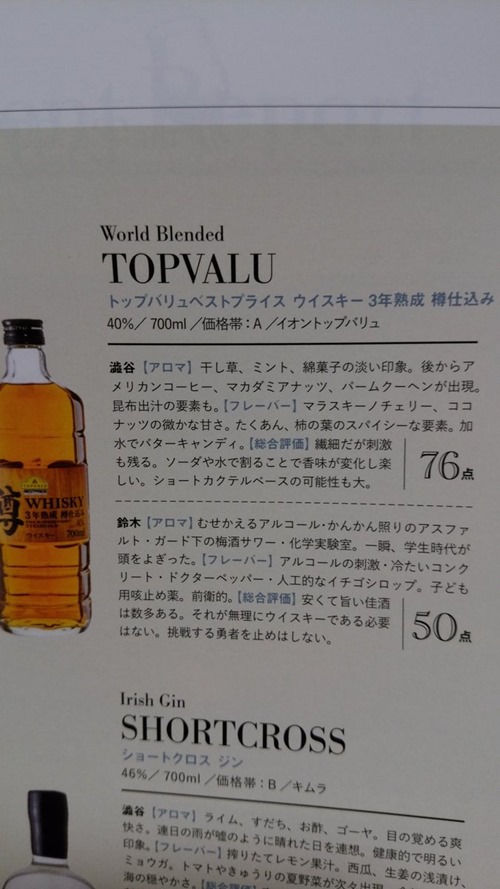 World Blended
TOPVALU
トップバリュベストプライス ウイスキー 3年熟成 樽仕込み
40%／700ml／価格帯：A／イオントップバリュ
澁谷【アロマ】干し草、ミント、綿菓子の淡い印象。後からア
メリカンコーヒー、マカダミアナッツ、バームクーヘンが出現。
昆布出汁の要素も。【フレーバー】マラスキーノチェリー、ココ
ナッツの微かな甘さ。たくあん、柿の葉のスパイシーな要素。加
水でバターキャンディ。【総合評価】繊細だが刺激
も残る。ソーダや水で割ることで香味が変化し楽
しい。ショートカクテルベースの可能性も大。
76点
樽
WHISKY
3年熟成 樽仕込み
ウイスキー 700ml
鈴木【アロマ】むせかえるアルコール・かんかん照りのアスファ
ルト・ガード下の梅酒サワー・化学実験室。一瞬、学生時代が
頭をよぎった。【フレーバー】アルコールの刺激・冷たいコンク
リート・ドクターペッパー・人工的なイチゴシロップ。子ども
用咳止め薬。前衛的。【総合評価】安くて旨い佳酒
は数多ある。それが無理にウイスキーである必要
はない。挑戦する勇者を止めはしない。
50点
Irish Gin
SHORTCROSS
ショートクロス ジン
46%／700ml／価格帯：B／キムラ
澁谷【アロマ】ライム、すだち、お酢、ゴーヤ。目の覚める爽
快さ。連日の雨が嘘のように晴れた日を連想。健康的で明るい
印象。【フレーバー】搾りたてレモン果汁。西瓜、生姜の浅漬け、
ミョウガ。トマトやきゅうりの夏野菜が次々出現
海の穏やかさ。【総合